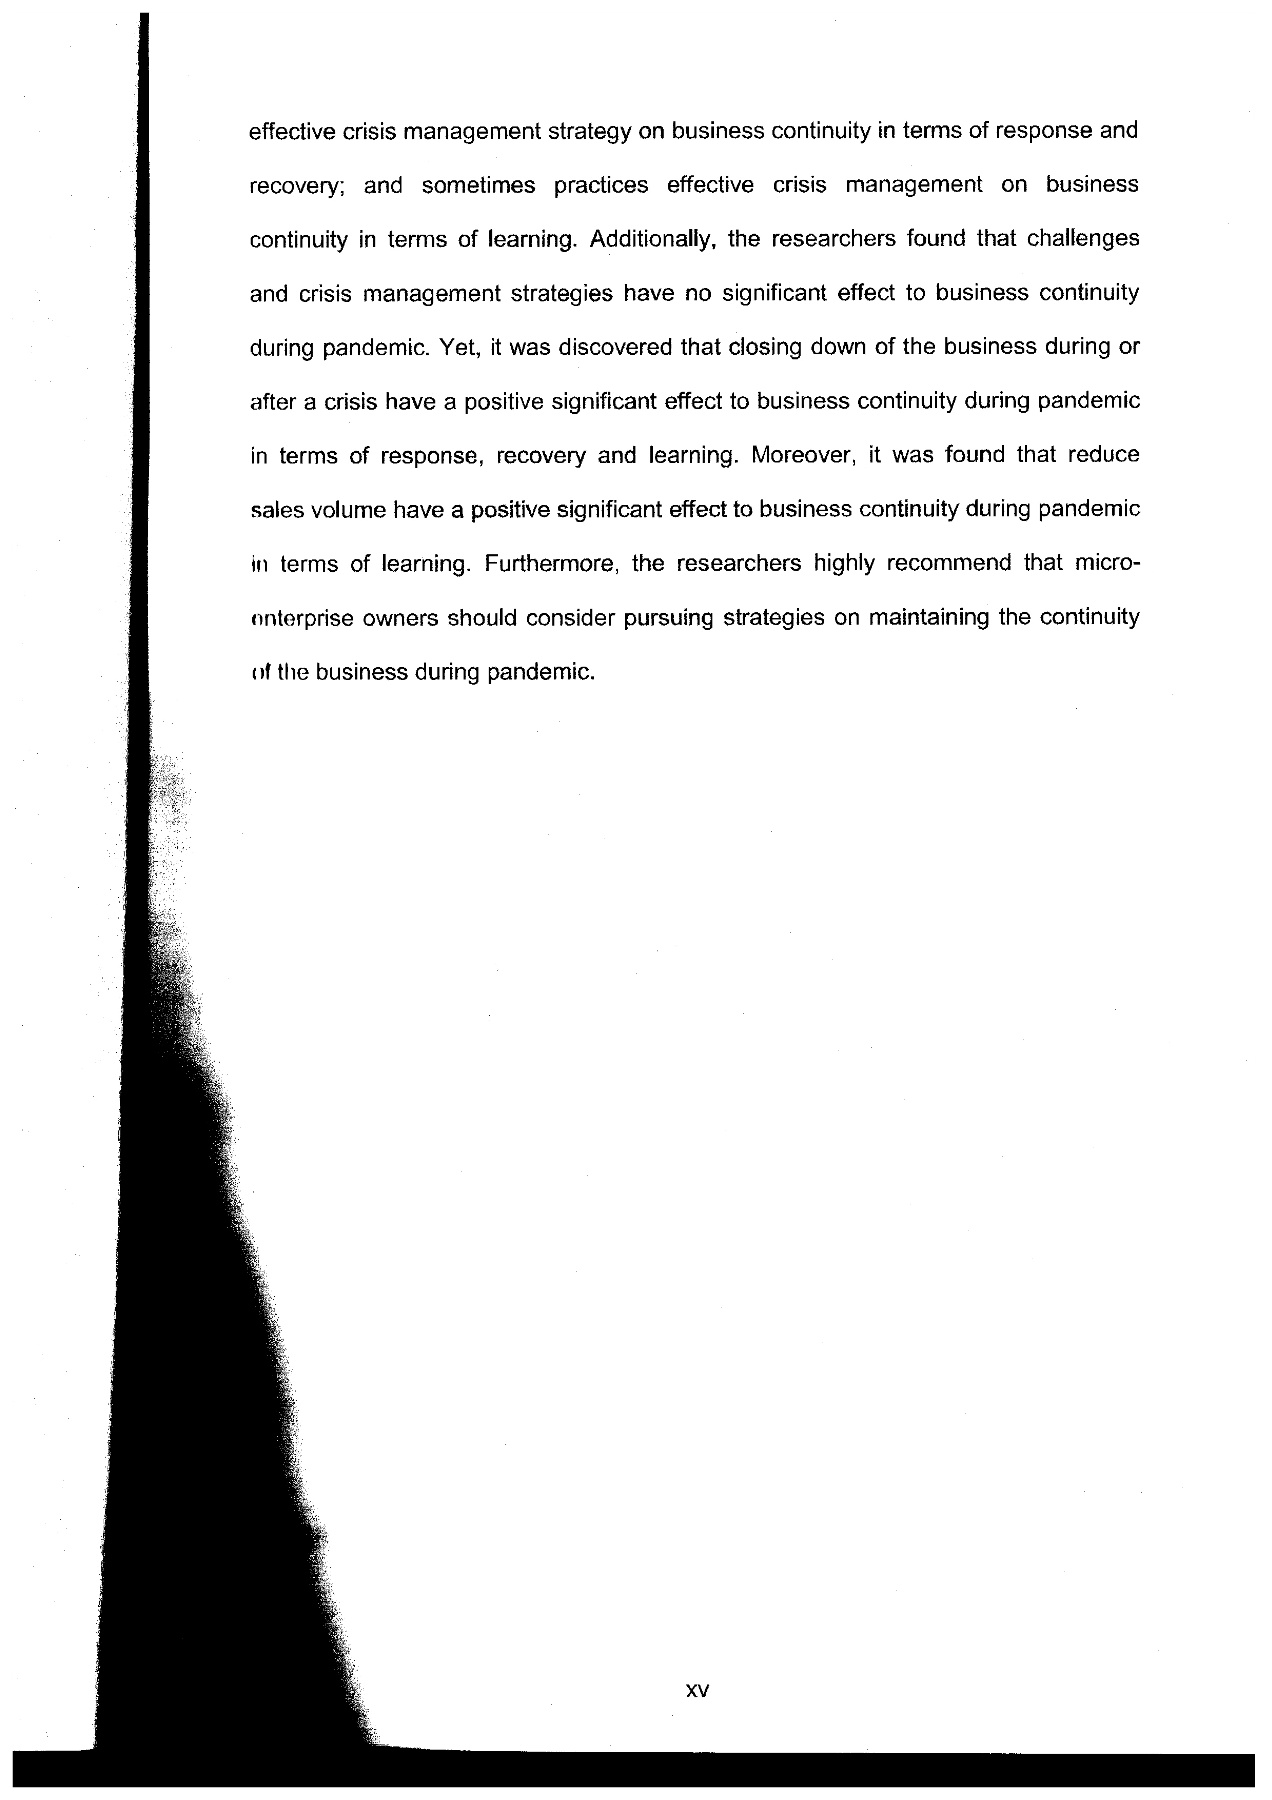 effective crisis management strategy on business continuity in terms of response and
recovery; and sometimes practices effective crisis management on business
continuity in terms of learning. Additionally, the researchers found that challenges
and crisis management strategies have no significant effect to business continuity
during pandemic. Yet, it was discovered that closing down of the business during or
after a crisis have a positive significant effect to business continuity during pandemic
in terms of response, recovery and learning. Moreover, it was found that reduce
sales volume have a positive significant effect to business continuity during pandemic
in terms of learning. Furthermore, the researchers highly recommend that micro-
enterprise owners should consider pursuing strategies on maintaining the continuity
of the business during pandemic.
xv